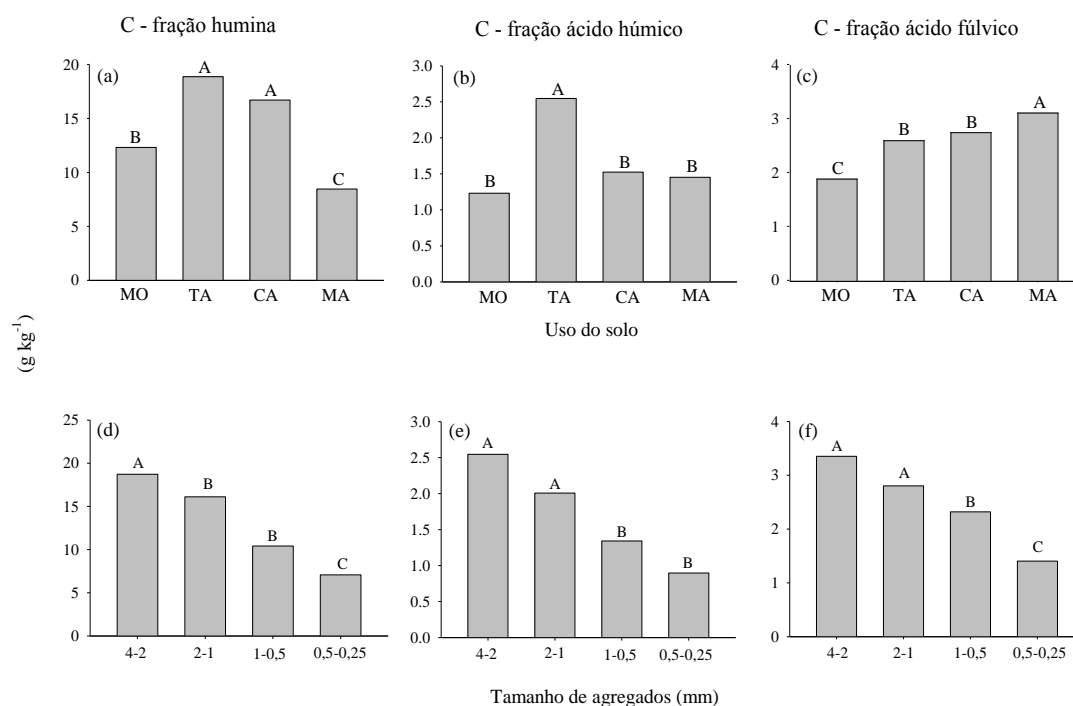 C - fração humina
C - fração ácido húmico
C - fração ácido fúlvico
(a)
20
15
10
5
0
B
A
A
C
MO TA CA MA
(b)
3.0
2.5
2.0
1.5
1.0
0.5
0.0
B
A
B
B
MO TA CA MA
(c)
4
3
2
1
0
C
B
B
A
MO TA CA MA
Uso do solo
(g kg-1)
(d)
25
20
15
10
5
0
A
B
B
C
4-2 2-1 1-0,5 0,5-0,25
(e)
3.0
2.5
2.0
1.5
1.0
0.5
0.0
A
A
B
B
4-2 2-1 1-0,5 0,5-0,25
(f)
4
3
2
1
0
A
A
B
C
4-2 2-1 1-0,5 0,5-0,25
Tamanho de agregados (mm)